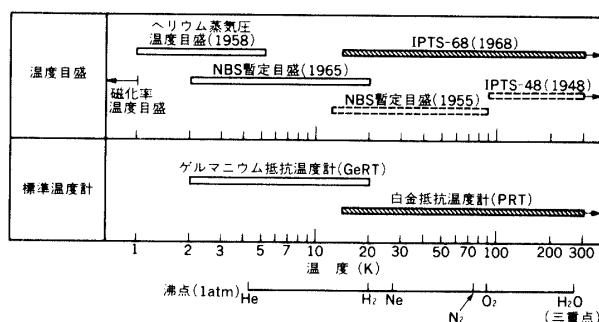 ヘリウム蒸気圧
温度目盛(1958)
IPTS-68(1968)
温度目盛
NBS暫定目盛(1965)
IPTS-48(1948)
磁化率
温度目盛
NBS暫定目盛(1955)
ゲルマニウム抵抗温度計(GeRT)
標準温度計
白金抵抗温度計(PRT)
1 2 3 4 5 10 20 30 50 100 200 300
温度(K)
沸点(1atm)
He H₂ Ne N₂ O₂ H₂O
(三重点)